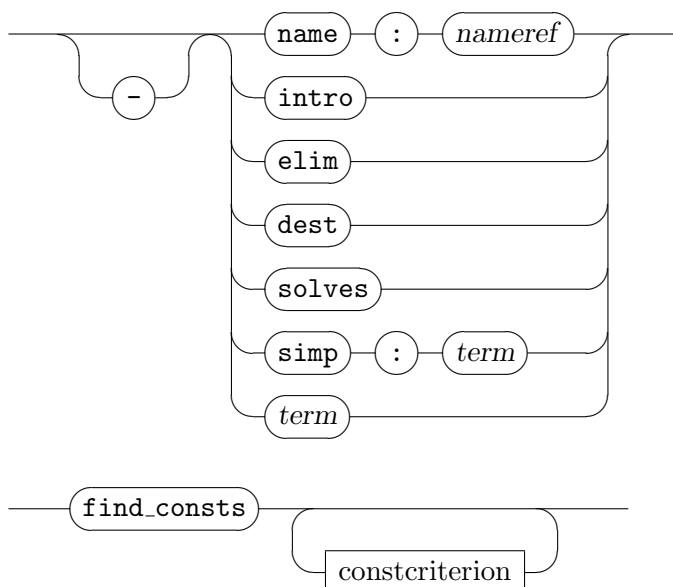 name : nameref
-
intro
elim
dest
solves
simp : term
term
find_consts
constcriterion